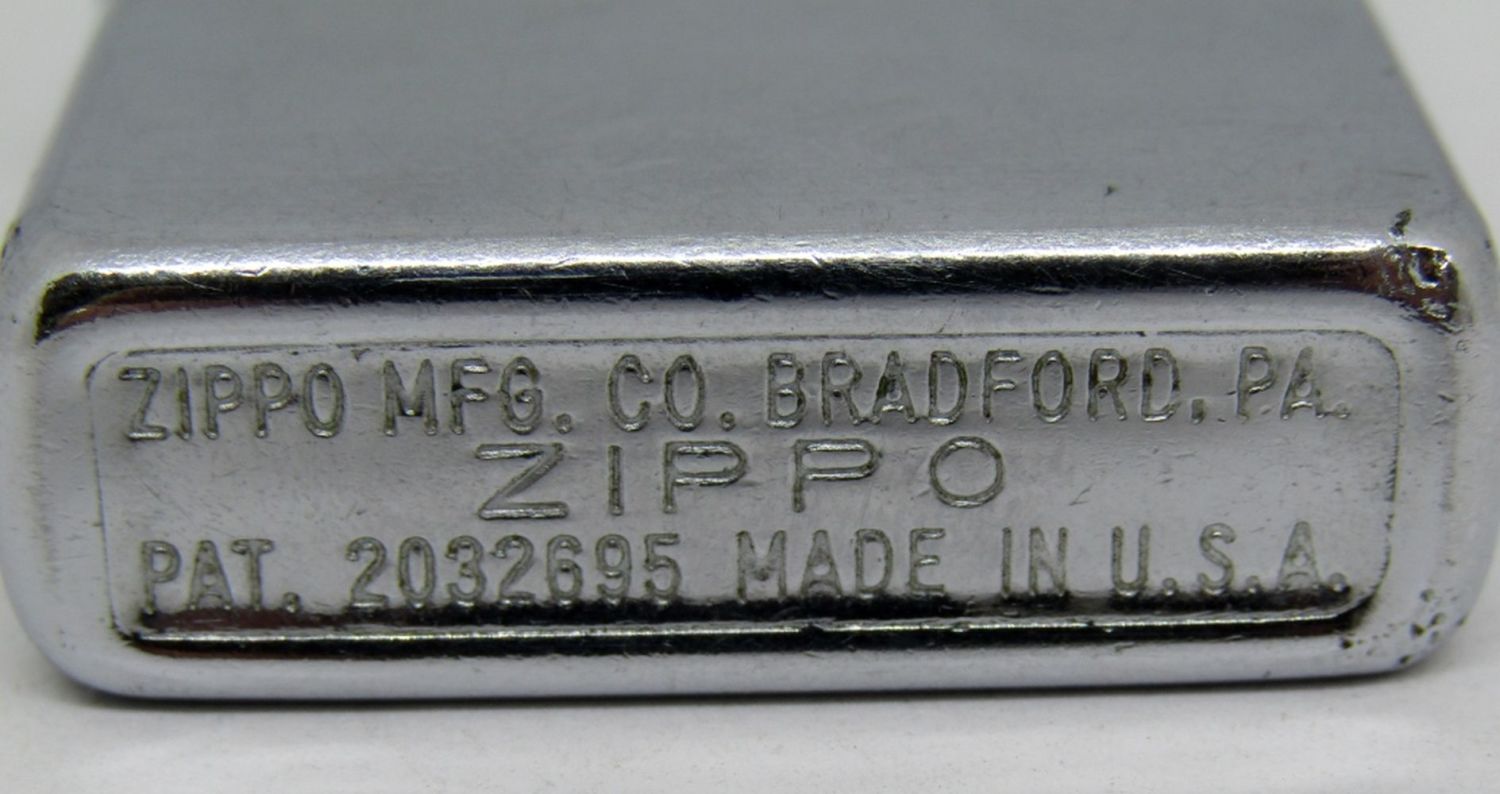 ZIPPO MFG. CO. BRADFORD, PA.
ZIPPO
PAT. 2032695 MADE IN U.S.A.